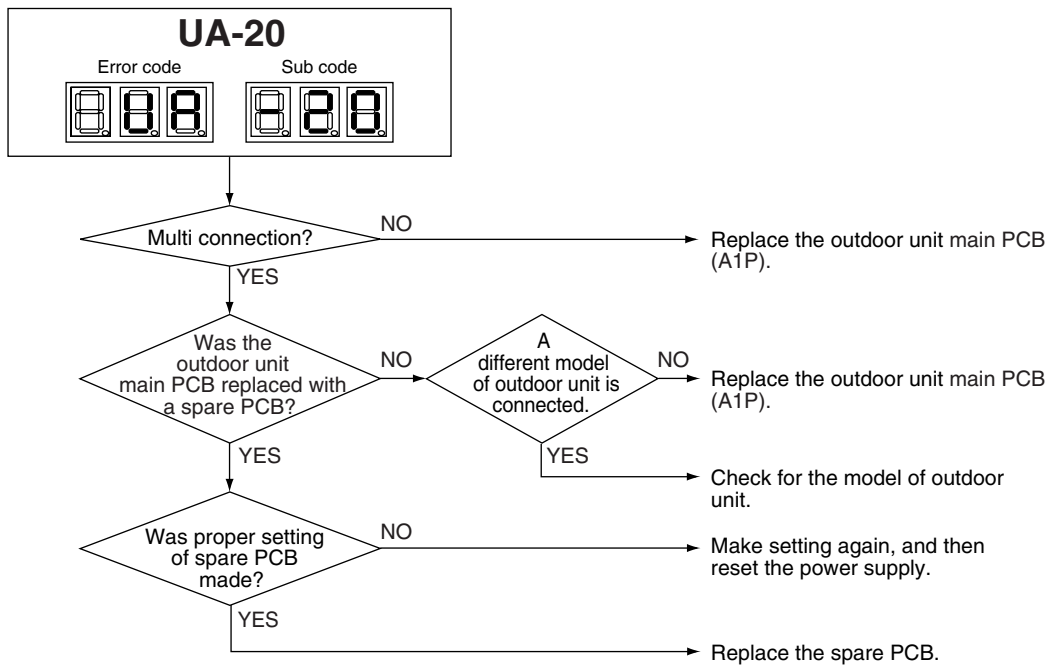 UA-20
Error code
Sub code
UA
-20
Multi connection?
NO
Replace the outdoor unit main PCB
(A1P).
YES
Was the
outdoor unit
main PCB replaced with
a spare PCB?
NO
A
different model
of outdoor unit is
connected.
NO
Replace the outdoor unit main PCB
(A1P).
YES
YES
Check for the model of outdoor
unit.
Was proper setting
of spare PCB
made?
NO
Make setting again, and then
reset the power supply.
YES
Replace the spare PCB.